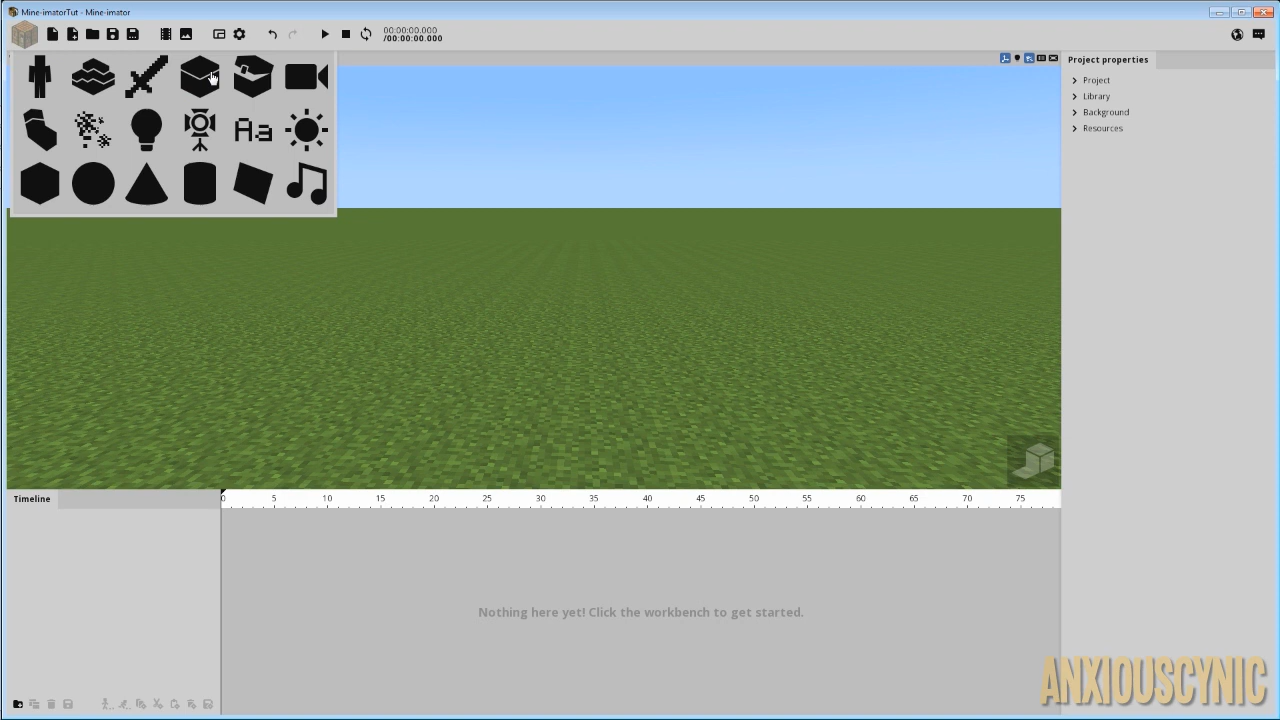 Mine-imatorTut - Mine-imator
00:00:00.000
/00:00:00.000
Aa
Project properties
Project
Library
Background
Resources
Timeline
0 5 10 15 20 25 30 35 40 45 50 55 60 65 70 75
Nothing here yet! Click the workbench to get started.
ANXIOUSCYNIC